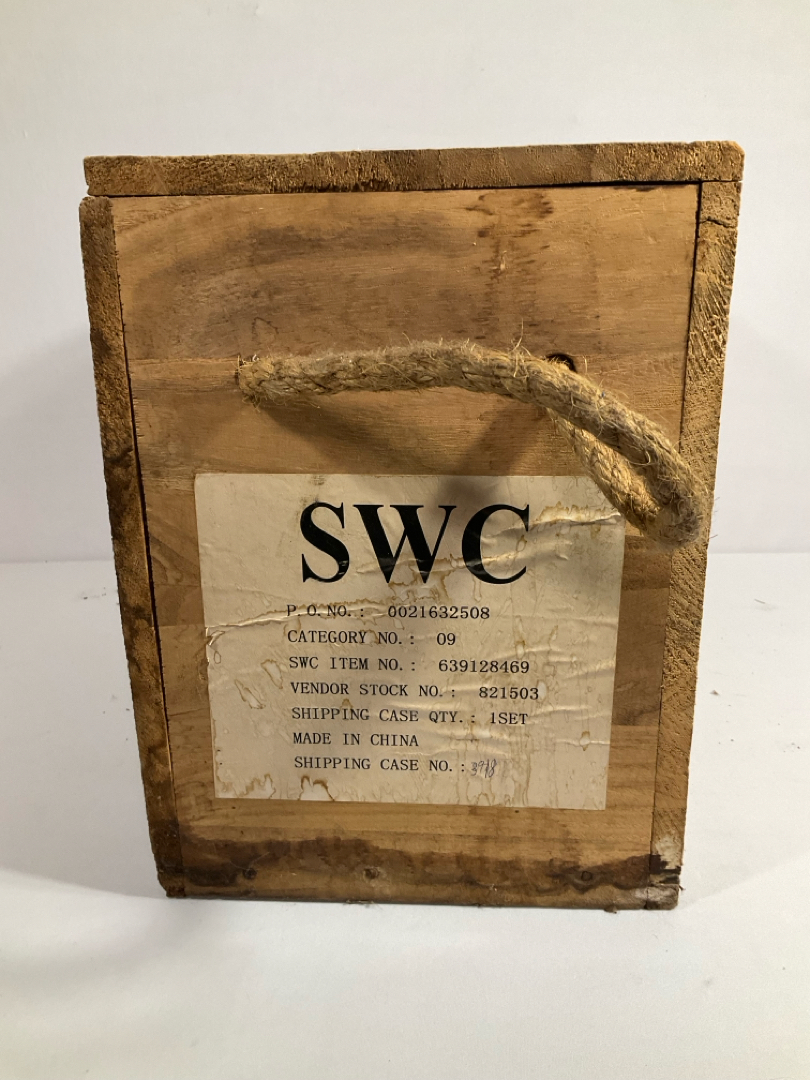 SWC
P.O.NO.: 0021632508
CATEGORY NO.: 09
SWC ITEM NO.: 639128469
VENDOR STOCK NO.: 821503
SHIPPING CASE QTY.: 1SET
MADE IN CHINA
SHIPPING CASE NO.: